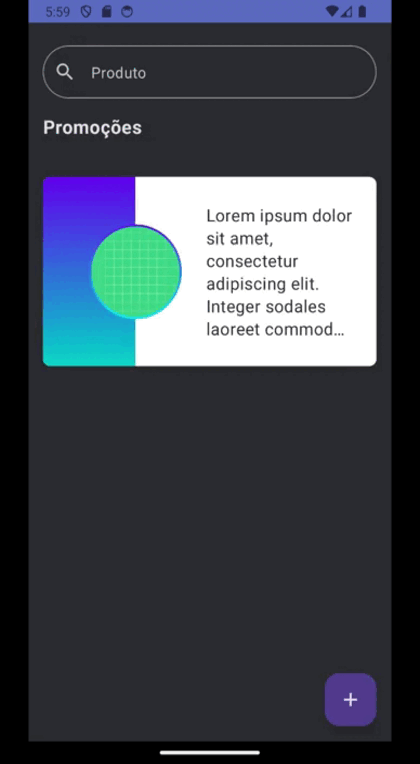 5:59
Produto
Promoções
Lorem ipsum dolor
sit amet,
consectetur
adipiscing elit.
Integer sodales
laoreet commod…
+